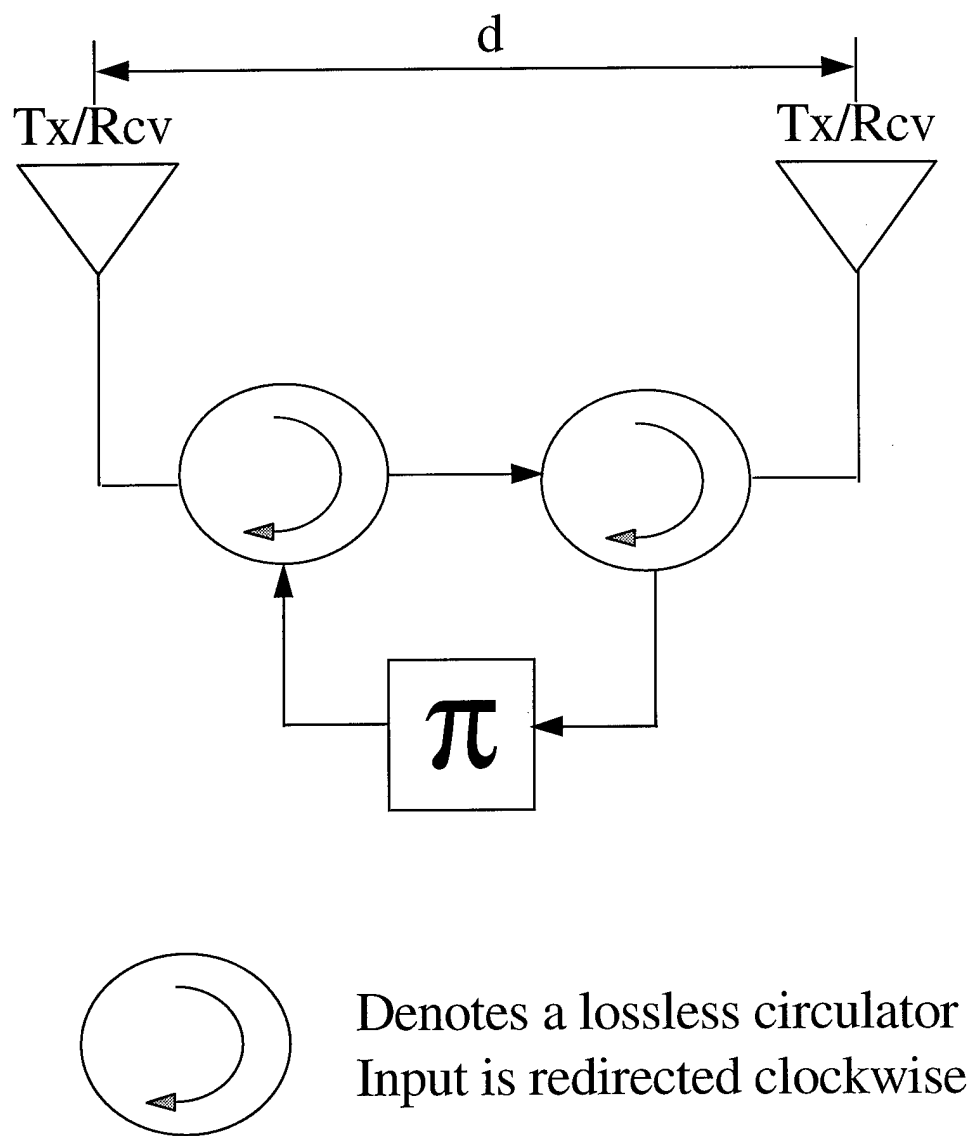 d
Tx/Rcv
Tx/Rcv
π
Denotes a lossless circulator
Input is redirected clockwise